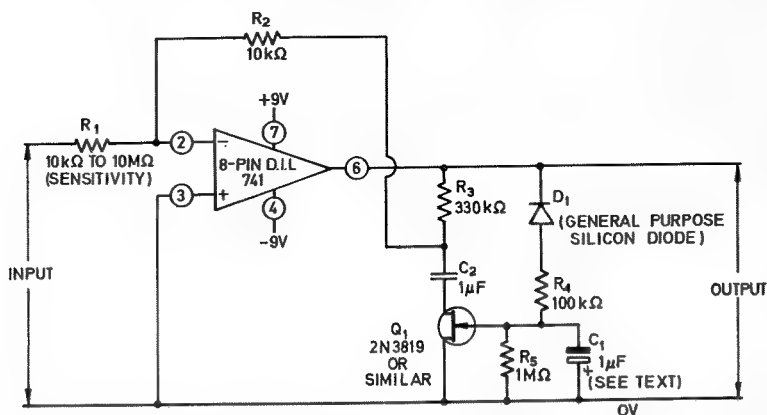 R2
10kΩ
+9V
R1
2
7
10kΩ TO 10MΩ
(SENSITIVITY)
–
8-PIN D.I.L
741
6
3
+
4
-9V
R3
330kΩ
D1
(GENERAL PURPOSE
SILICON DIODE)
INPUT
C2
1μF
R4
100kΩ
OUTPUT
Q1
2N3819
OR
SIMILAR
R5
1MΩ
C1
1μF
+
(SEE TEXT)
0V